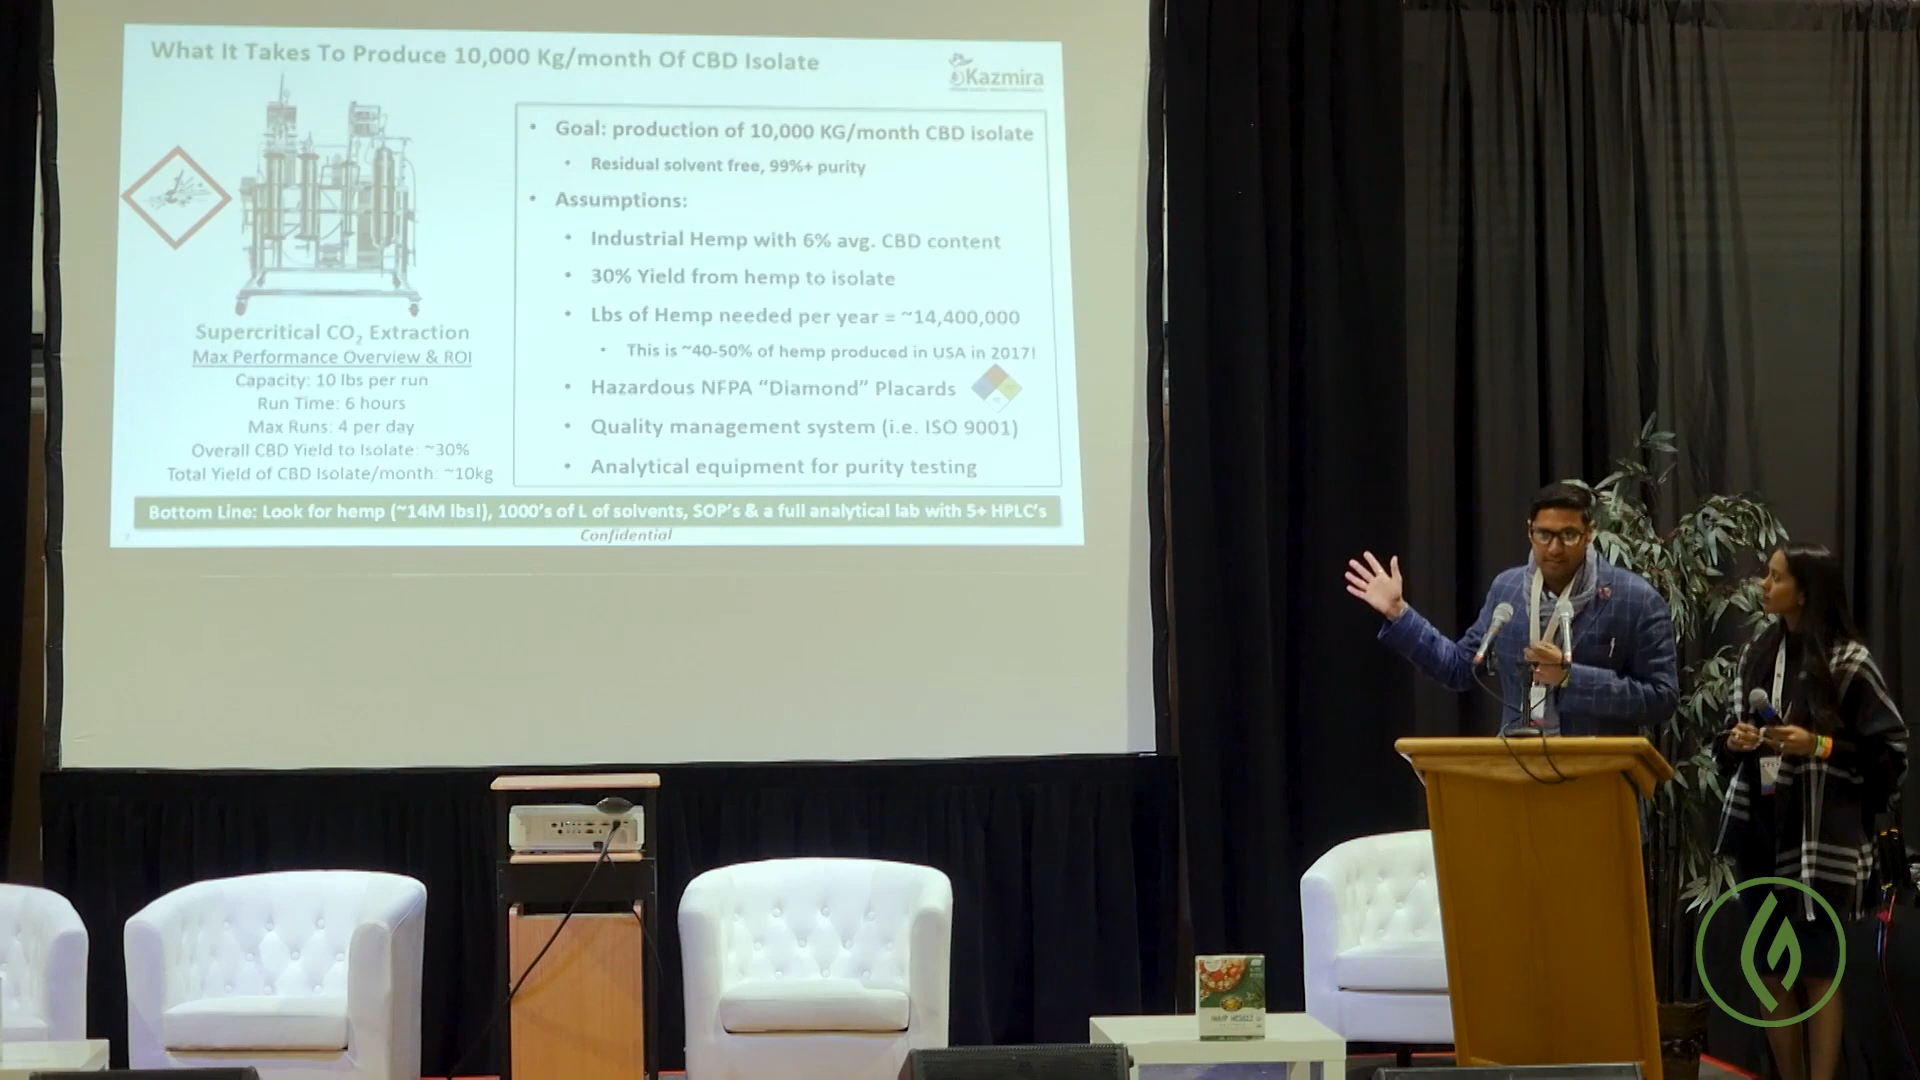 What It Takes To Produce 10,000 Kg/month Of CBD Isolate
Kazmira
Supercritical CO₂ Extraction
Max Performance Overview & ROI
Capacity: 10 lbs per run
Run Time: 6 hours
Max Runs: 4 per day
Overall CBD Yield to Isolate: ~30%
Total Yield of CBD Isolate/month: ~10kg
• Goal: production of 10,000 KG/month CBD isolate
• Residual solvent free, 99%+ purity
• Assumptions:
• Industrial Hemp with 6% avg. CBD content
• 30% Yield from hemp to isolate
• Lbs of Hemp needed per year = ~14,400,000
• This is ~40-50% of hemp produced in USA in 2017!
• Hazardous NFPA “Diamond” Placards
• Quality management system (i.e. ISO 9001)
• Analytical equipment for purity testing
Bottom Line: Look for hemp (~14M lbs!), 1000's of L of solvents, SOP's & a full analytical lab with 5+ HPLC's
7
Confidential